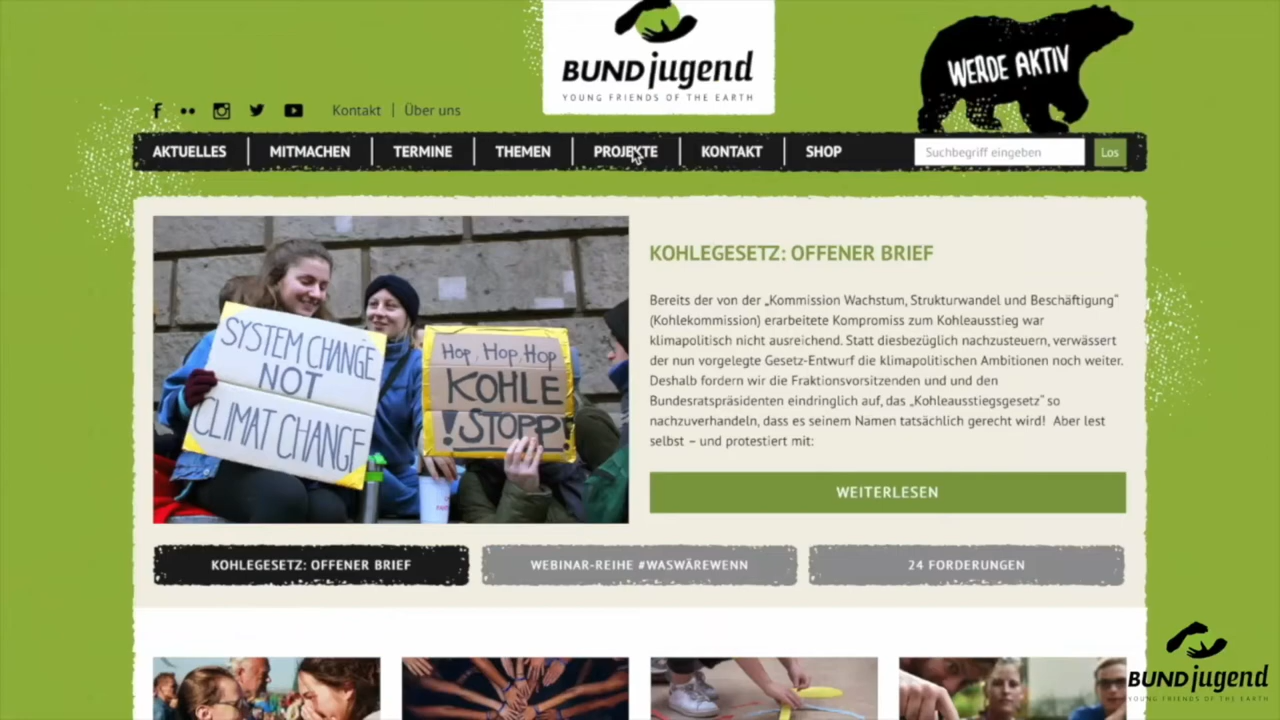 BUNDjugend
YOUNG FRIENDS OF THE EARTH
WERDE AKTIV
Kontakt | Über uns
AKTUELLES
MITMACHEN
TERMINE
THEMEN
PROJEKTE
KONTAKT
SHOP
Suchbegriff eingeben
Los
SYSTEM CHANGE
NOT
CLIMAT CHANGE
Hop, Hop, Hop
KOHLE
!STOPP!
KOHLEGESETZ: OFFENER BRIEF
Bereits der von der „Kommission Wachstum, Strukturwandel und Beschäftigung“
(Kohlekommission) erarbeitete Kompromiss zum Kohleausstieg war
klimapolitisch nicht ausreichend. Statt diesbezüglich nachzusteuern, verwässert
der nun vorgelegte Gesetz-Entwurf die klimapolitischen Ambitionen noch weiter.
Deshalb fordern wir die Fraktionsvorsitzenden und und den
Bundesratspräsidenten eindringlich auf, das „Kohleausstiegsgesetz“ so
nachzuverhandeln, dass es seinem Namen tatsächlich gerecht wird! Aber lest
selbst – und protestiert mit:
WEITERLESEN
KOHLEGESETZ: OFFENER BRIEF
WEBINAR-REIHE #WASWÄREWENN
24 FORDERUNGEN
BUNDjugend
YOUNG FRIENDS OF THE EARTH